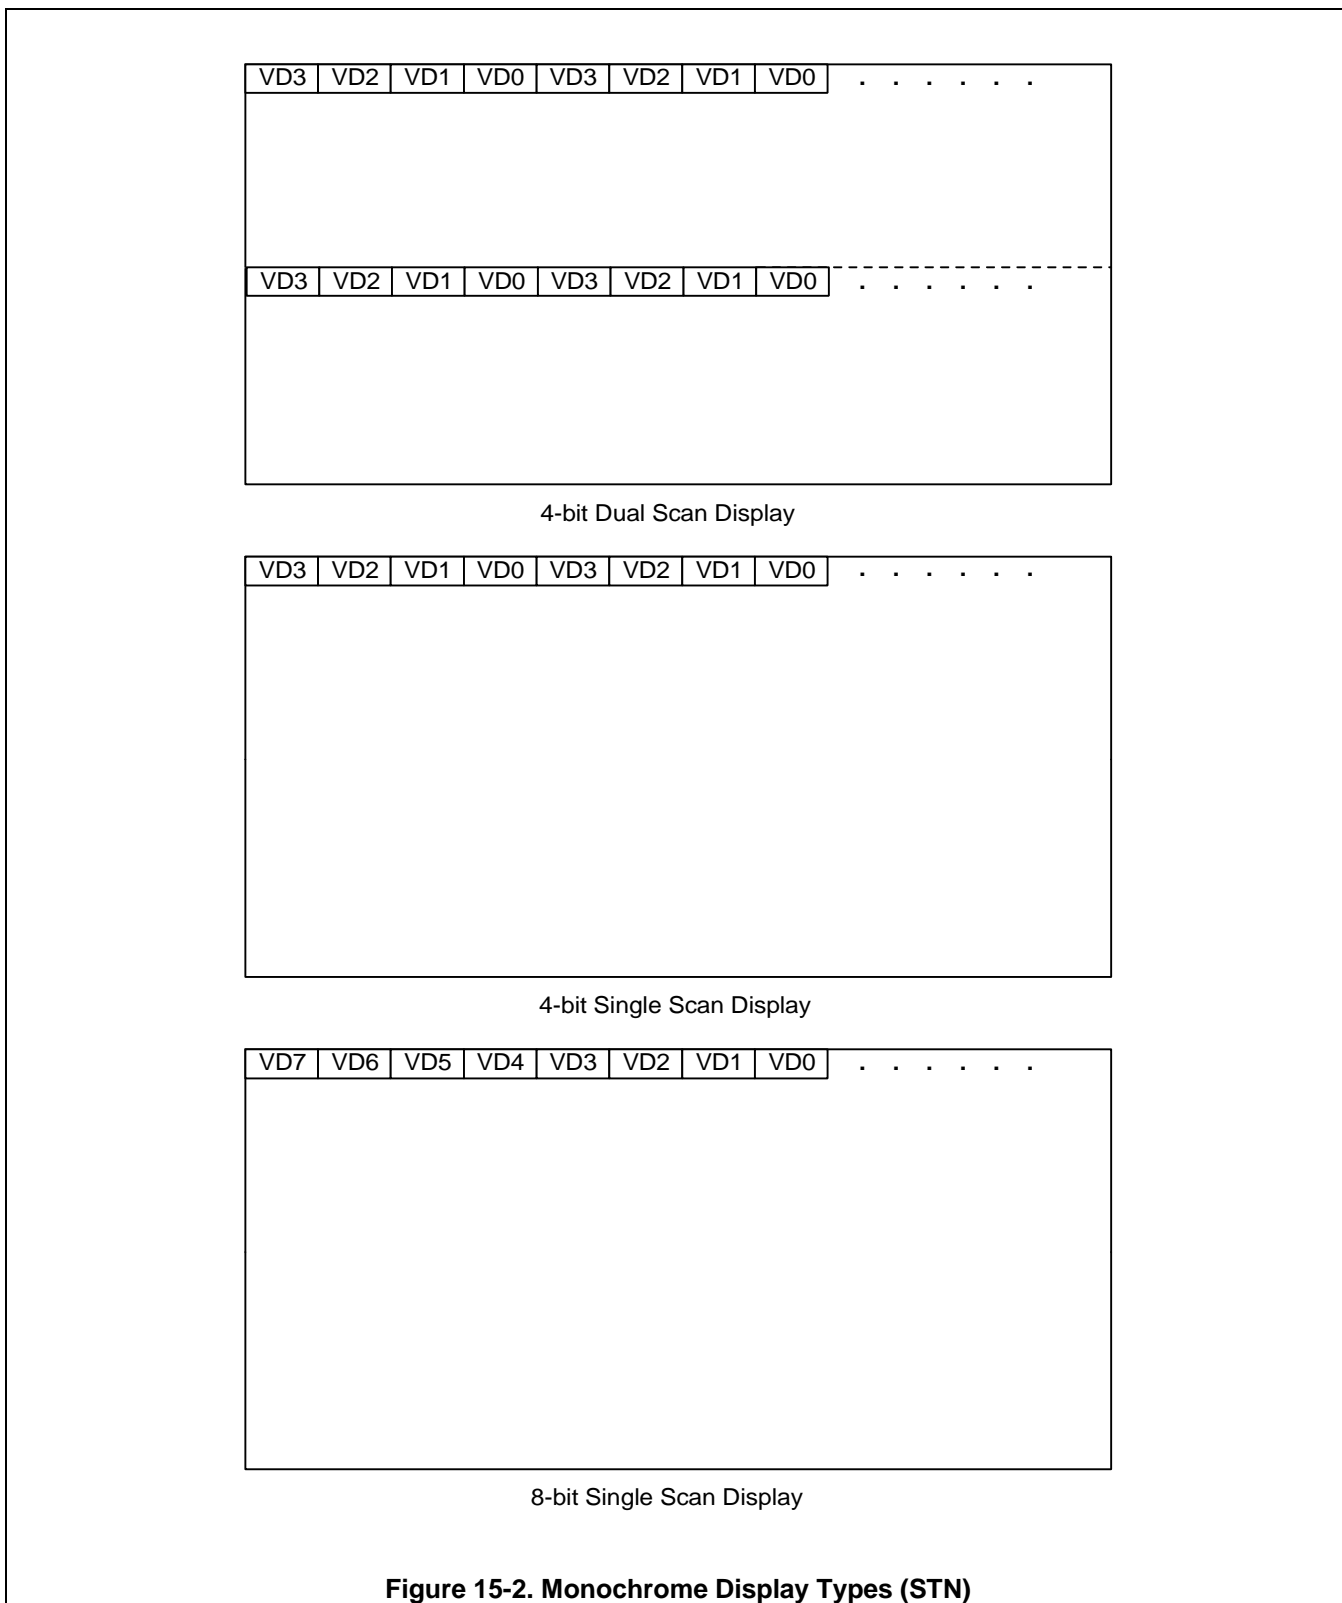 VD3 VD2 VD1 VD0 VD3 VD2 VD1 VD0 . . . . . .
VD3 VD2 VD1 VD0 VD3 VD2 VD1 VD0 . . . . . .
4-bit Dual Scan Display
VD3 VD2 VD1 VD0 VD3 VD2 VD1 VD0 . . . . . .
4-bit Single Scan Display
VD7 VD6 VD5 VD4 VD3 VD2 VD1 VD0 . . . . . .
8-bit Single Scan Display
Figure 15-2. Monochrome Display Types (STN)